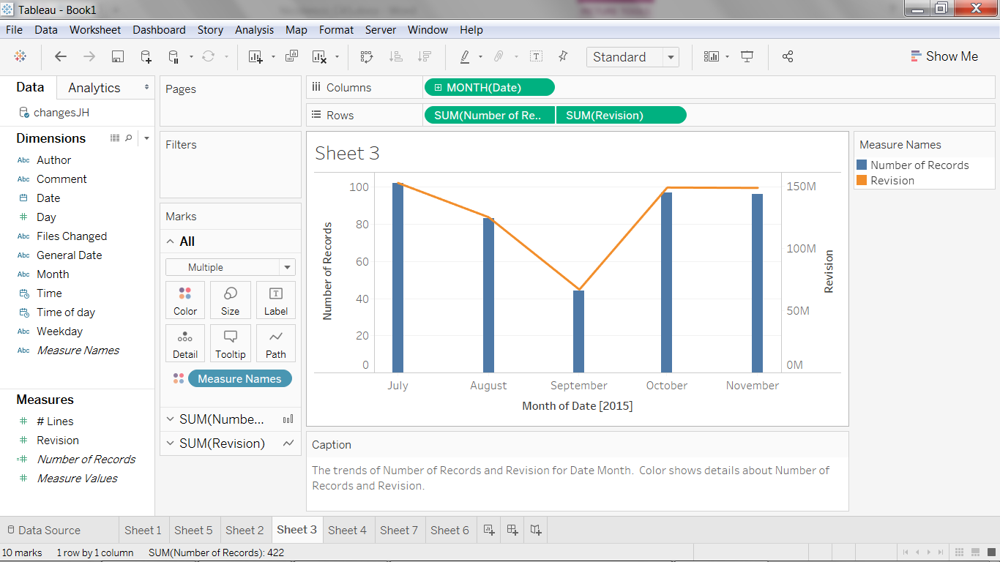 Tableau - Book1
File Data Worksheet Dashboard Story Analysis Map Format Server Window Help
Standard
Show Me
Data Analytics
changesJH
Dimensions
Abc Author
Abc Comment
Date
# Day
Abc Files Changed
Abc General Date
Abc Month
Time
Time of day
Abc Weekday
Abc Measure Names
Measures
# # Lines
# Revision
=# Number of Records
# Measure Values
Pages
Filters
Marks
All
Multiple
Color Size Label
Detail Tooltip Path
Measure Names
SUM(Numbe...
SUM(Revision)
Columns MONTH(Date)
Rows SUM(Number of Re.. SUM(Revision)
Sheet 3
Number of Records
100
80
60
40
20
0
150M
100M
50M
0M
Revision
July August September October November
Month of Date [2015]
Caption
The trends of Number of Records and Revision for Date Month. Color shows details about Number of
Records and Revision.
Measure Names
Number of Records
Revision
Data Source Sheet 1 Sheet 5 Sheet 2 Sheet 3 Sheet 4 Sheet 7 Sheet 6
10 marks 1 row by 1 column SUM(Number of Records): 422